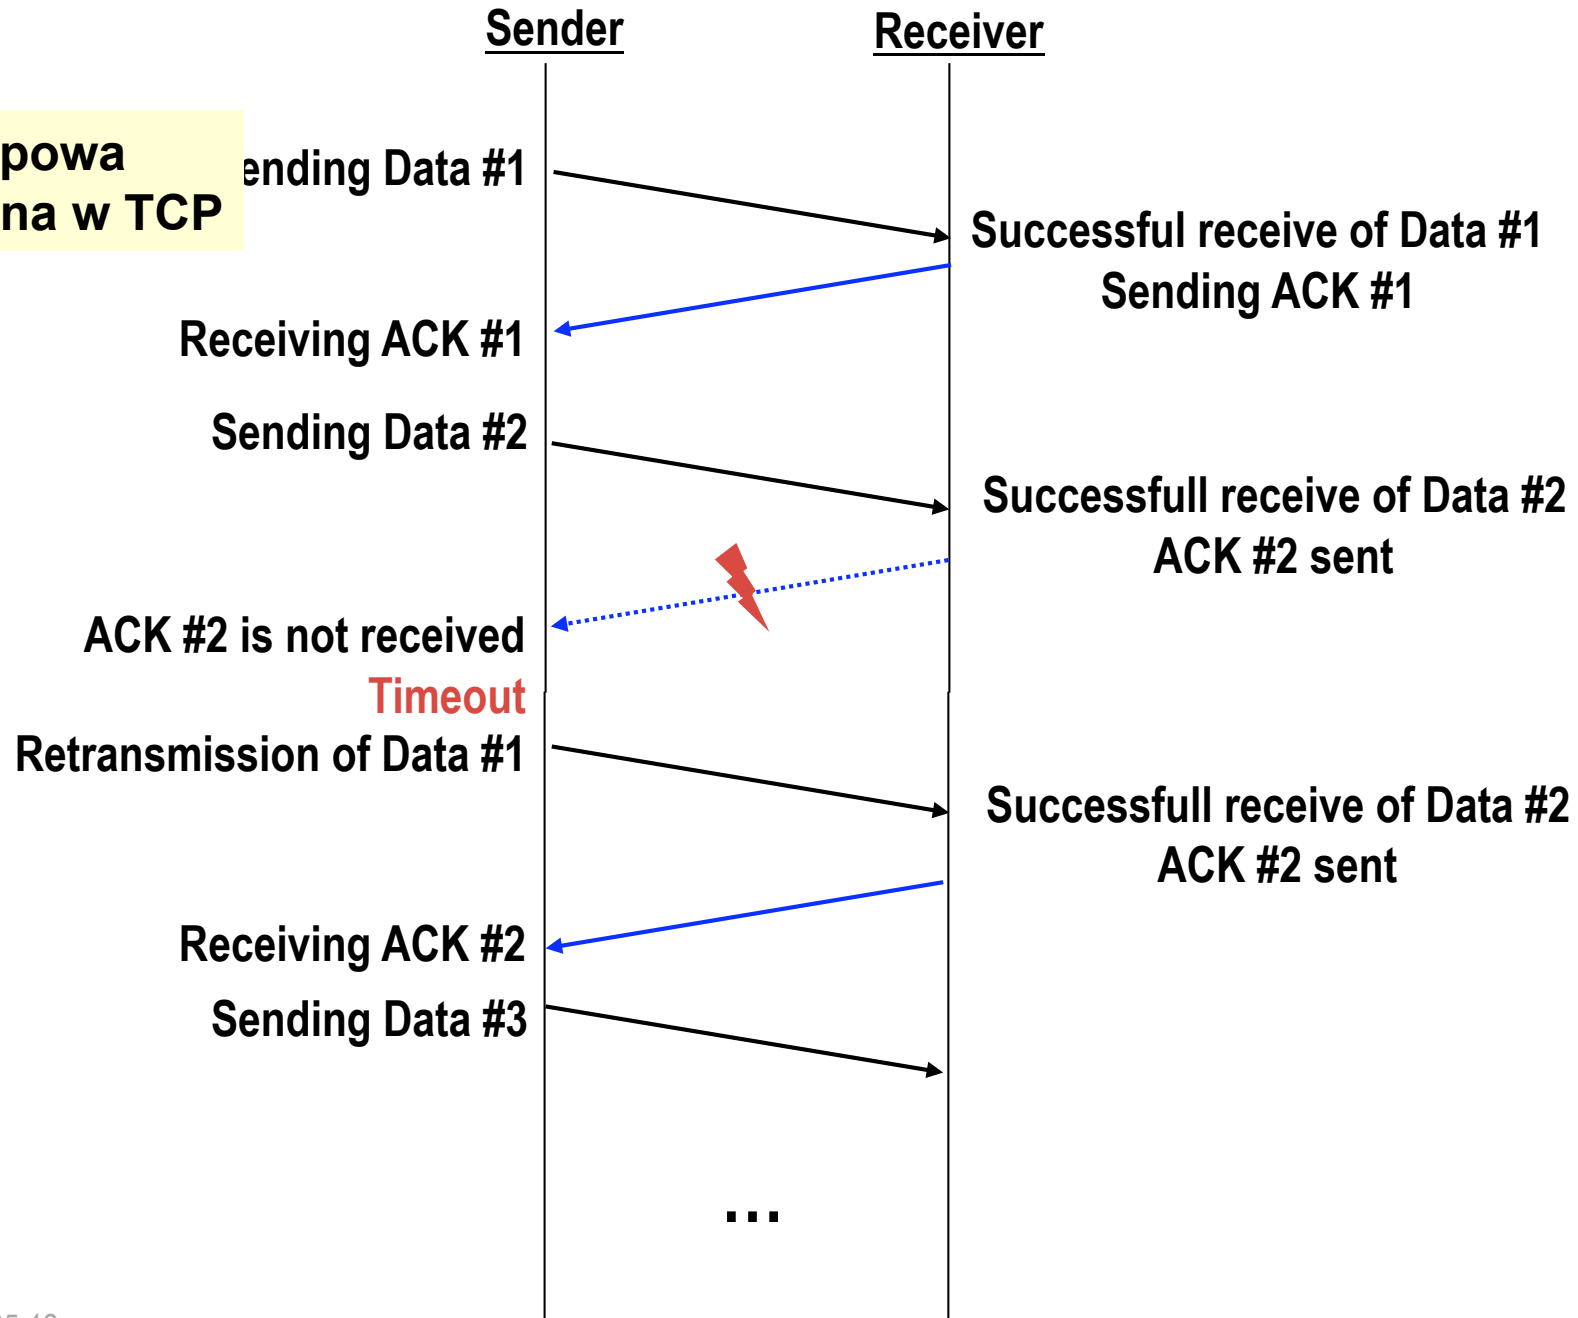 Sender
Receiver
powa
na w TCP
ending Data #1
Successful receive of Data #1
Sending ACK #1
Receiving ACK #1
Sending Data #2
Successfull receive of Data #2
ACK #2 sent
ACK #2 is not received
Timeout
Retransmission of Data #1
Successfull receive of Data #2
ACK #2 sent
Receiving ACK #2
Sending Data #3
...